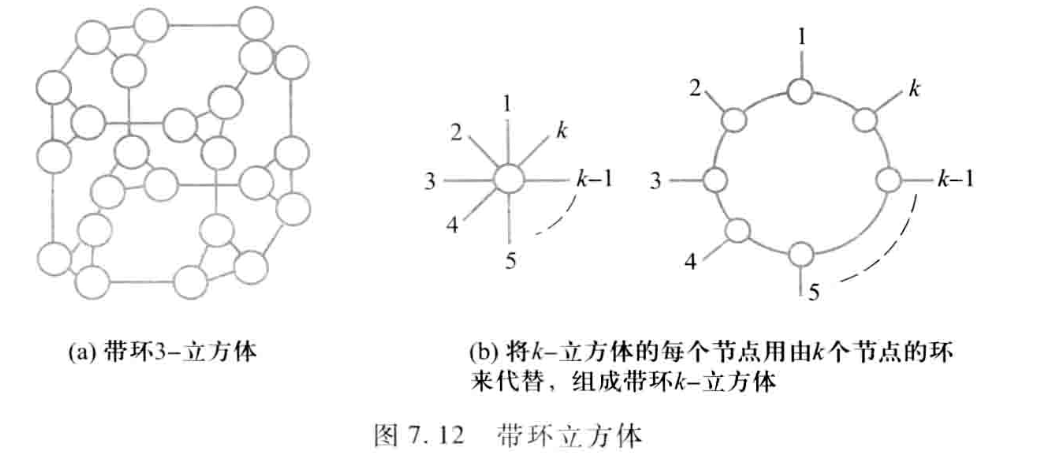 1
2
k
3
k–1
4
5
1
2
k
3
k–1
4
5
(a) 带环3–立方体
(b) 将k–立方体的每个节点用由k个节点的环
来代替，组成带环k–立方体
图 7.12 带环立方体